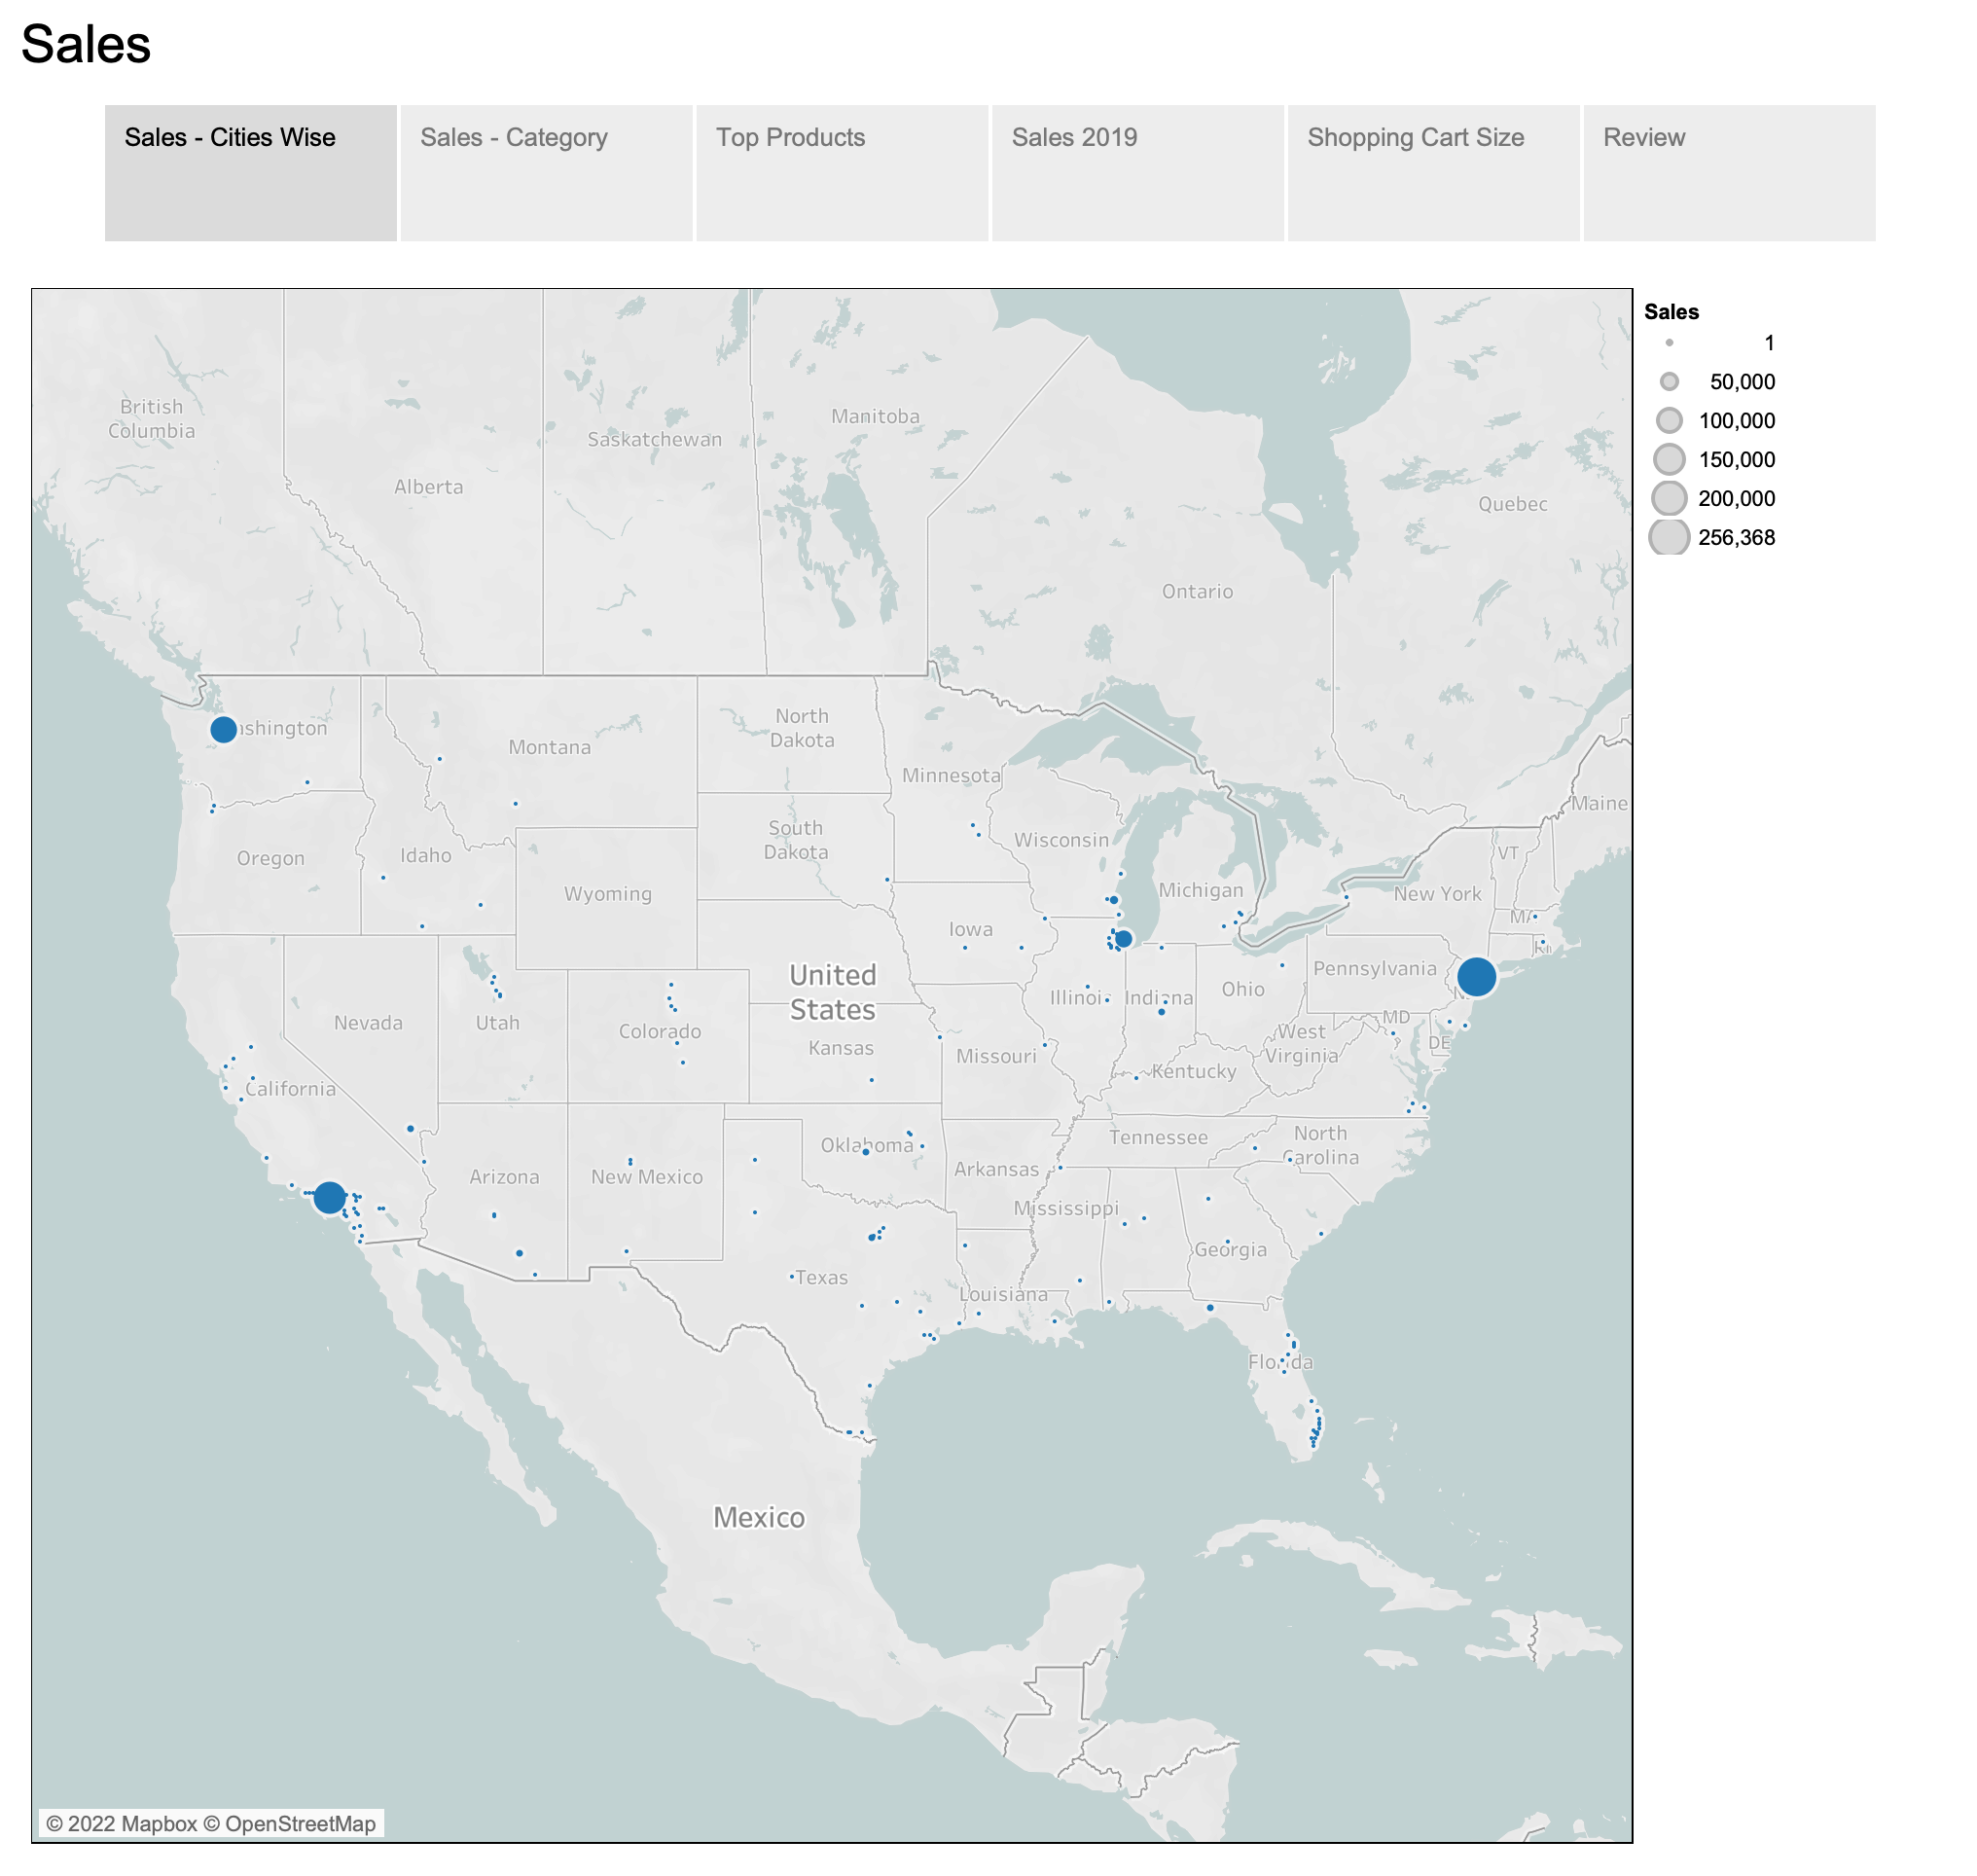 Sales
Sales - Cities Wise
Sales - Category
Top Products
Sales 2019
Shopping Cart Size
Review
Sales
1
50,000
100,000
150,000
200,000
256,368
British
Columbia
Alberta
Saskatchewan
Manitoba
Ontario
Quebec
ashington
Montana
North
Dakota
Minnesota
Maine
Oregon
Idaho
Wyoming
South
Dakota
Wisconsin
Michigan
New York
VT
Iowa
United
States
Nevada
Utah
Colorado
Kansas
Missouri
Indiana
Ohio
Pennsylvania
MD
DE
West
Virginia
Kentucky
California
Arizona
New Mexico
Oklahoma
Arkansas
Tennessee
North
Carolina
Mississippi
Georgia
Texas
Louisiana
Florida
Mexico
© 2022 Mapbox © OpenStreetMap